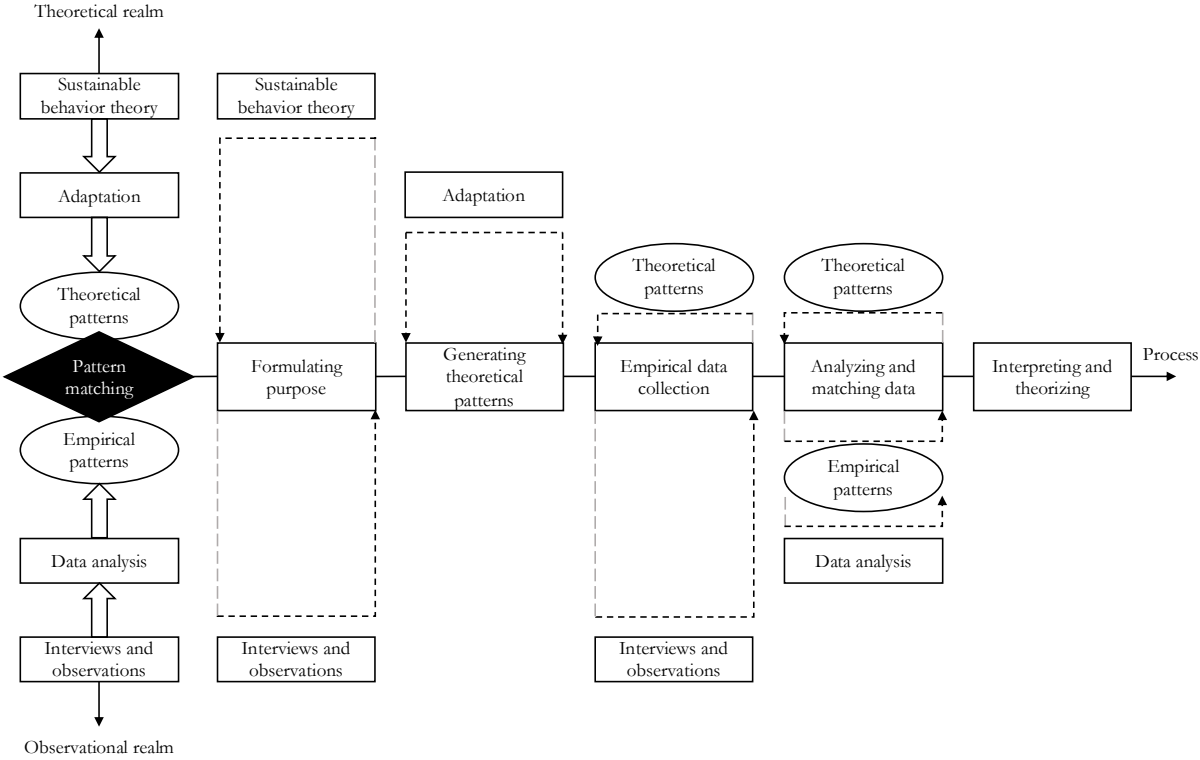 Theoretical realm
Sustainable
behavior theory
Sustainable
behavior theory
Adaptation
Adaptation
Theoretical
patterns
Theoretical
patterns
Theoretical
patterns
Pattern
matching
Formulating
purpose
Generating
theoretical
patterns
Empirical data
collection
Analyzing and
matching data
Interpreting and
theorizing
Process
Empirical
patterns
Empirical
patterns
Data analysis
Data analysis
Interviews and
observations
Interviews and
observations
Interviews and
observations
Observational realm